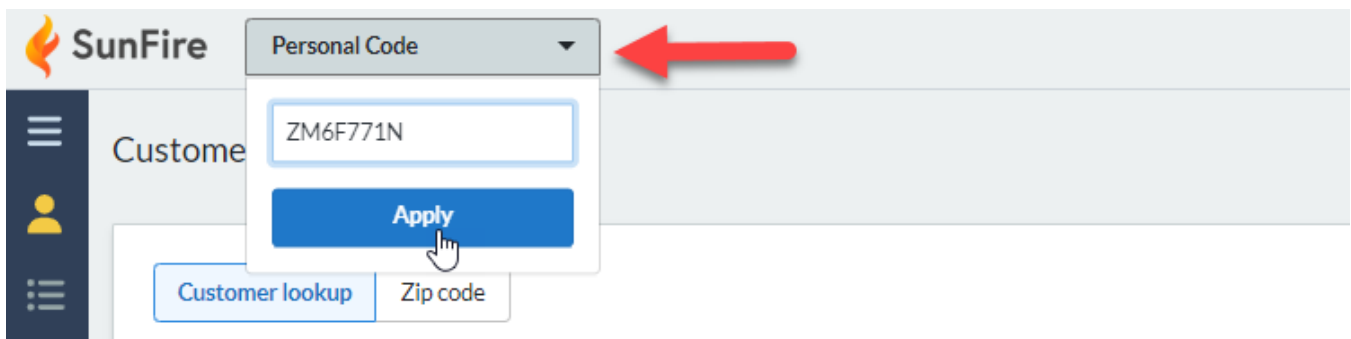 SunFire
Personal Code
ZM6F771N
Custome
Apply
Customer lookup
Zip code